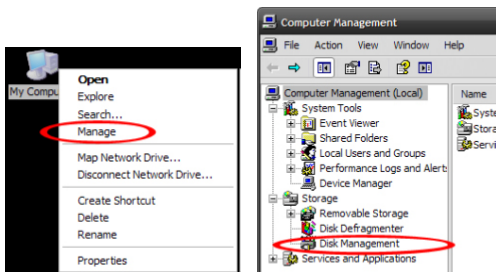 My Compu
Open
Explore
Search...
Manage
Map Network Drive...
Disconnect Network Drive...
Create Shortcut
Delete
Rename
Properties
Computer Management
File Action View Window Help
Computer Management (Local)
System Tools
Event Viewer
Shared Folders
Local Users and Groups
Performance Logs and Alert
Device Manager
Storage
Removable Storage
Disk Defragmenter
Disk Management
Services and Applications
Name
Syste
Stora
Servi